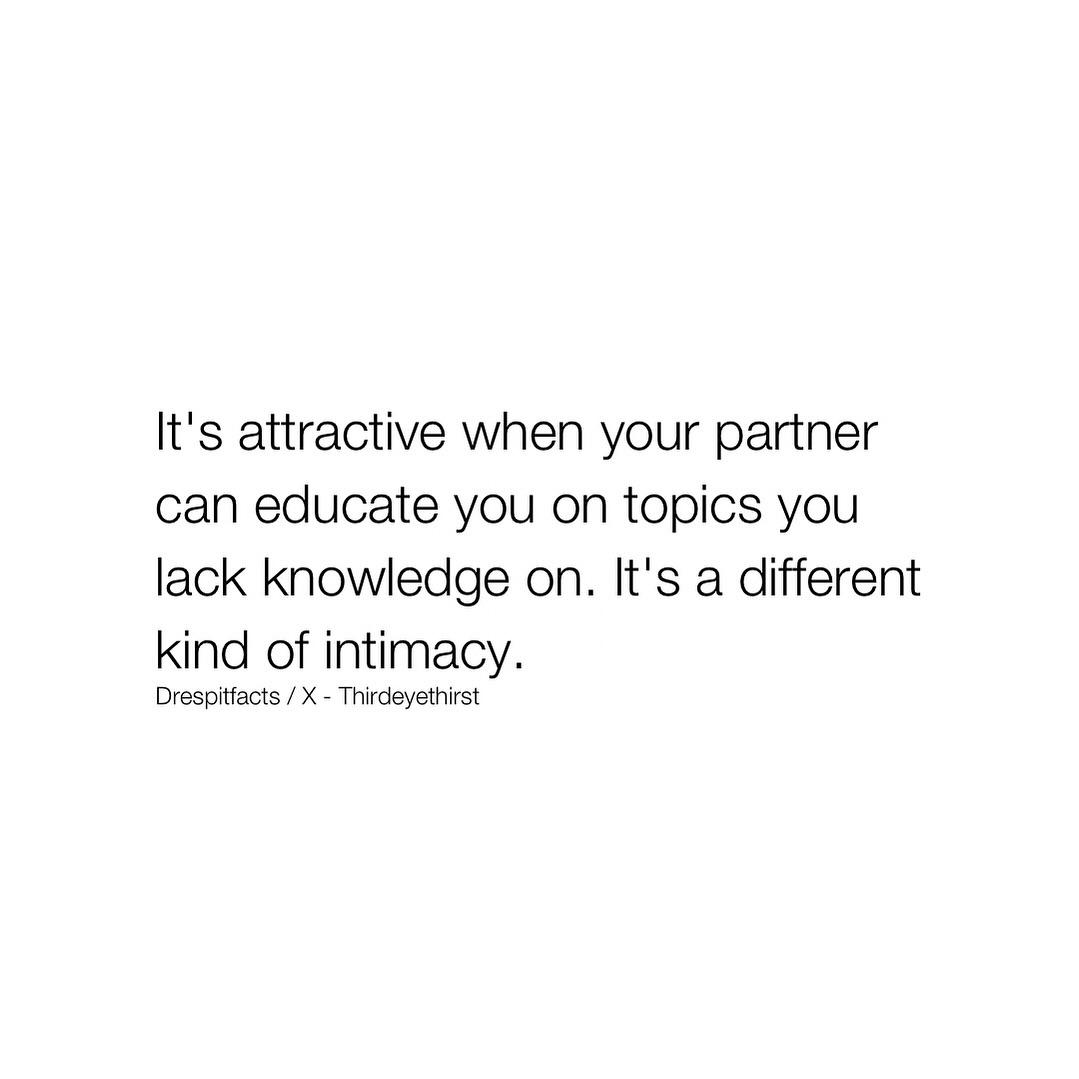 It's attractive when your partner
can educate you on topics you
lack knowledge on. It's a different
kind of intimacy.
Drespitfacts / X - Thirdeyethirst